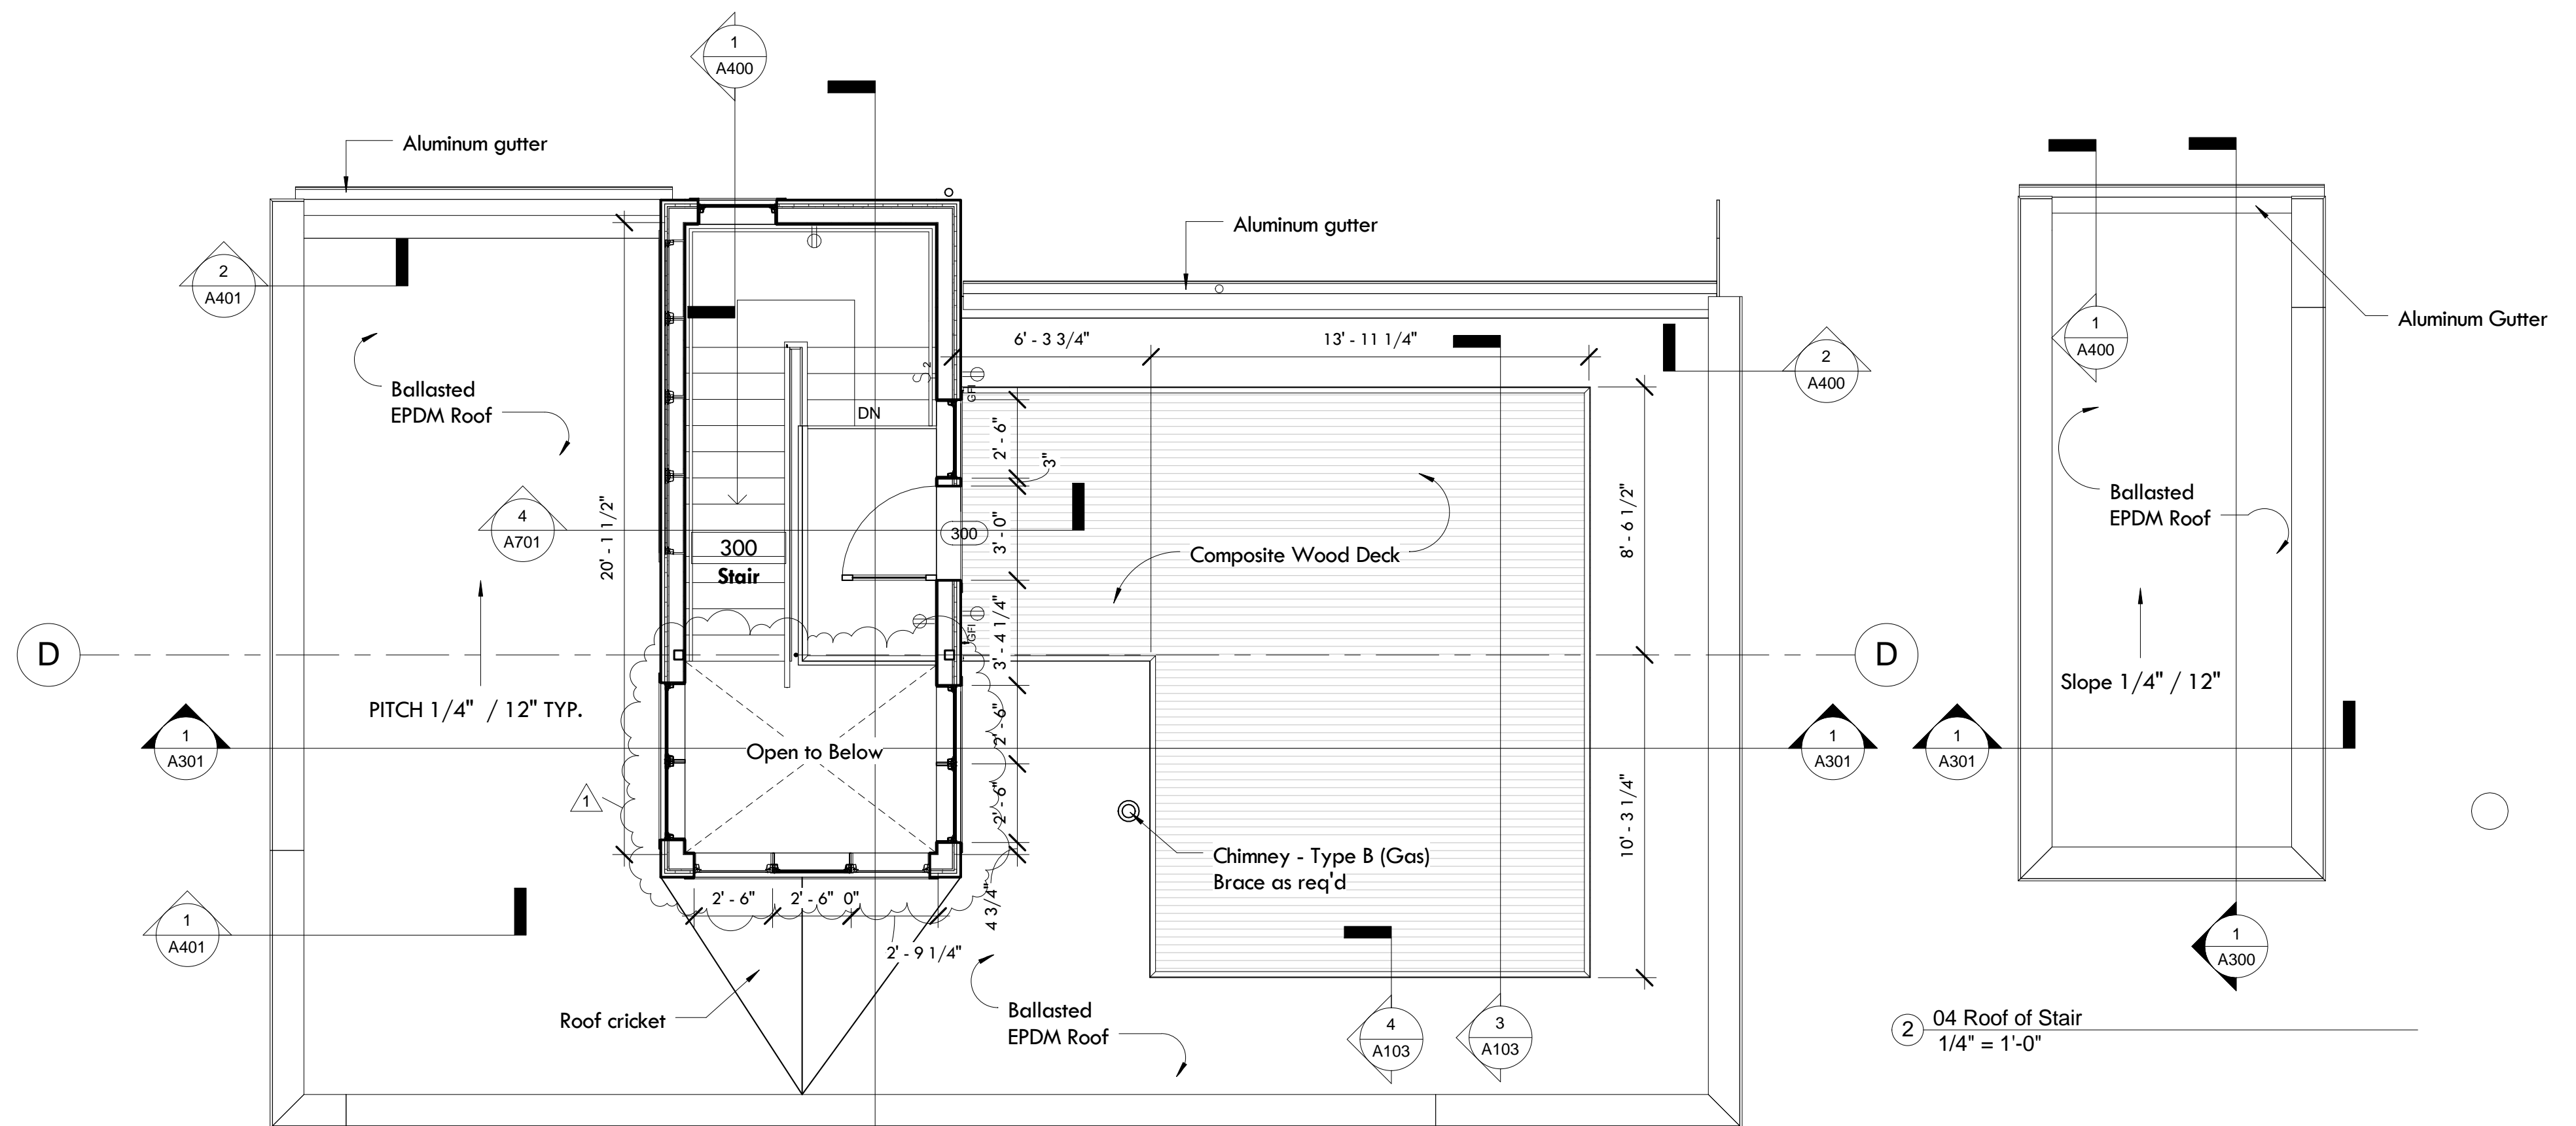 1
A400
Aluminum gutter
Aluminum gutter
2
A401
Aluminum Gutter
1
A400
6' - 3 3/4"
13' - 11 1/4"
2
A400
Ballasted
EPDM Roof
2
GFI
DN
2' - 6"
3"
Ballasted
EPDM Roof
4
A701
20' - 1 1/2"
300
Stair
300
3' - 0"
Composite Wood Deck
8' - 6 1/2"
GFI
3' - 4 1/4"
D
D
PITCH 1/4" / 12" TYP.
Slope 1/4" / 12"
1
A301
Open to Below
2' - 6"
1
A301
1
A301
1
2' - 6"
10' - 3 1/4"
Chimney - Type B (Gas)
Brace as req'd
2' - 6"
2' - 6"
0"
4 3/4"
2' - 9 1/4"
1
A401
1
A300
Roof cricket
Ballasted
EPDM Roof
4
A103
3
A103
2
04 Roof of Stair
1/4" = 1'-0"